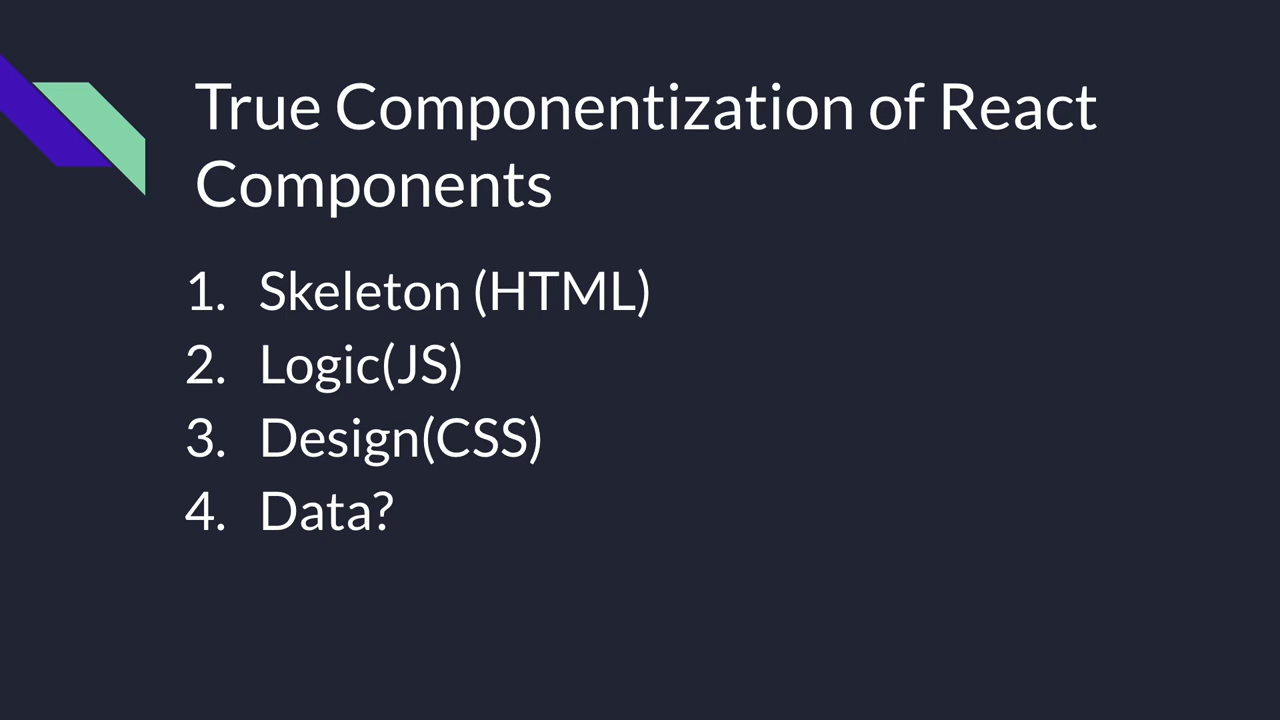 True Componentization of React
Components
1. Skeleton (HTML)
2. Logic(JS)
3. Design(CSS)
4. Data?